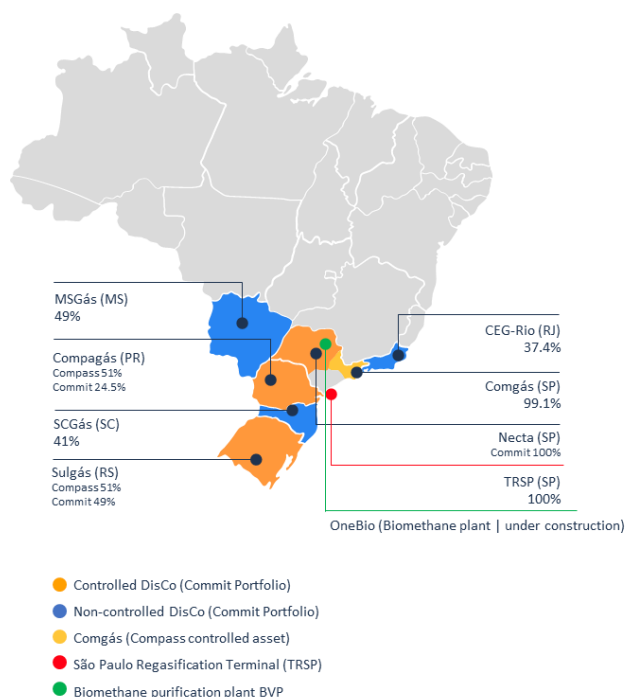 MSGás (MS)
49%
Compagás (PR)
Compass 51%
Commit 24.5%
SCGás (SC)
41%
Sulgás (RS)
Compass 51%
Commit 49%
CEG-Rio (RJ)
37.4%
Comgás (SP)
99.1%
Necta (SP)
Commit 100%
TRSP (SP)
100%
OneBio (Biomethane plant | under construction)
Controlled DisCo (Commit Portfolio)
Non-controlled DisCo (Commit Portfolio)
Comgás (Compass controlled asset)
São Paulo Regasification Terminal (TRSP)
Biomethane purification plant BVP